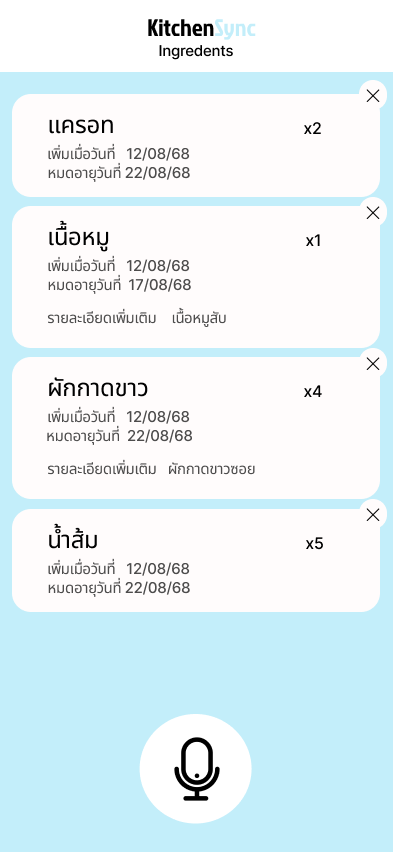 KitchenSync
Ingredents
แครอท x2
เพิ่มเมื่อวันที่ 12/08/68
หมดอายุวันที่ 22/08/68
เนื้อหมู x1
เพิ่มเมื่อวันที่ 12/08/68
หมดอายุวันที่ 17/08/68
รายละเอียดเพิ่มเติม เนื้อหมูสับ
ผักกาดขาว x4
เพิ่มเมื่อวันที่ 12/08/68
หมดอายุวันที่ 22/08/68
รายละเอียดเพิ่มเติม ผักกาดขาวซอย
น้ำส้ม x5
เพิ่มเมื่อวันที่ 12/08/68
หมดอายุวันที่ 22/08/68